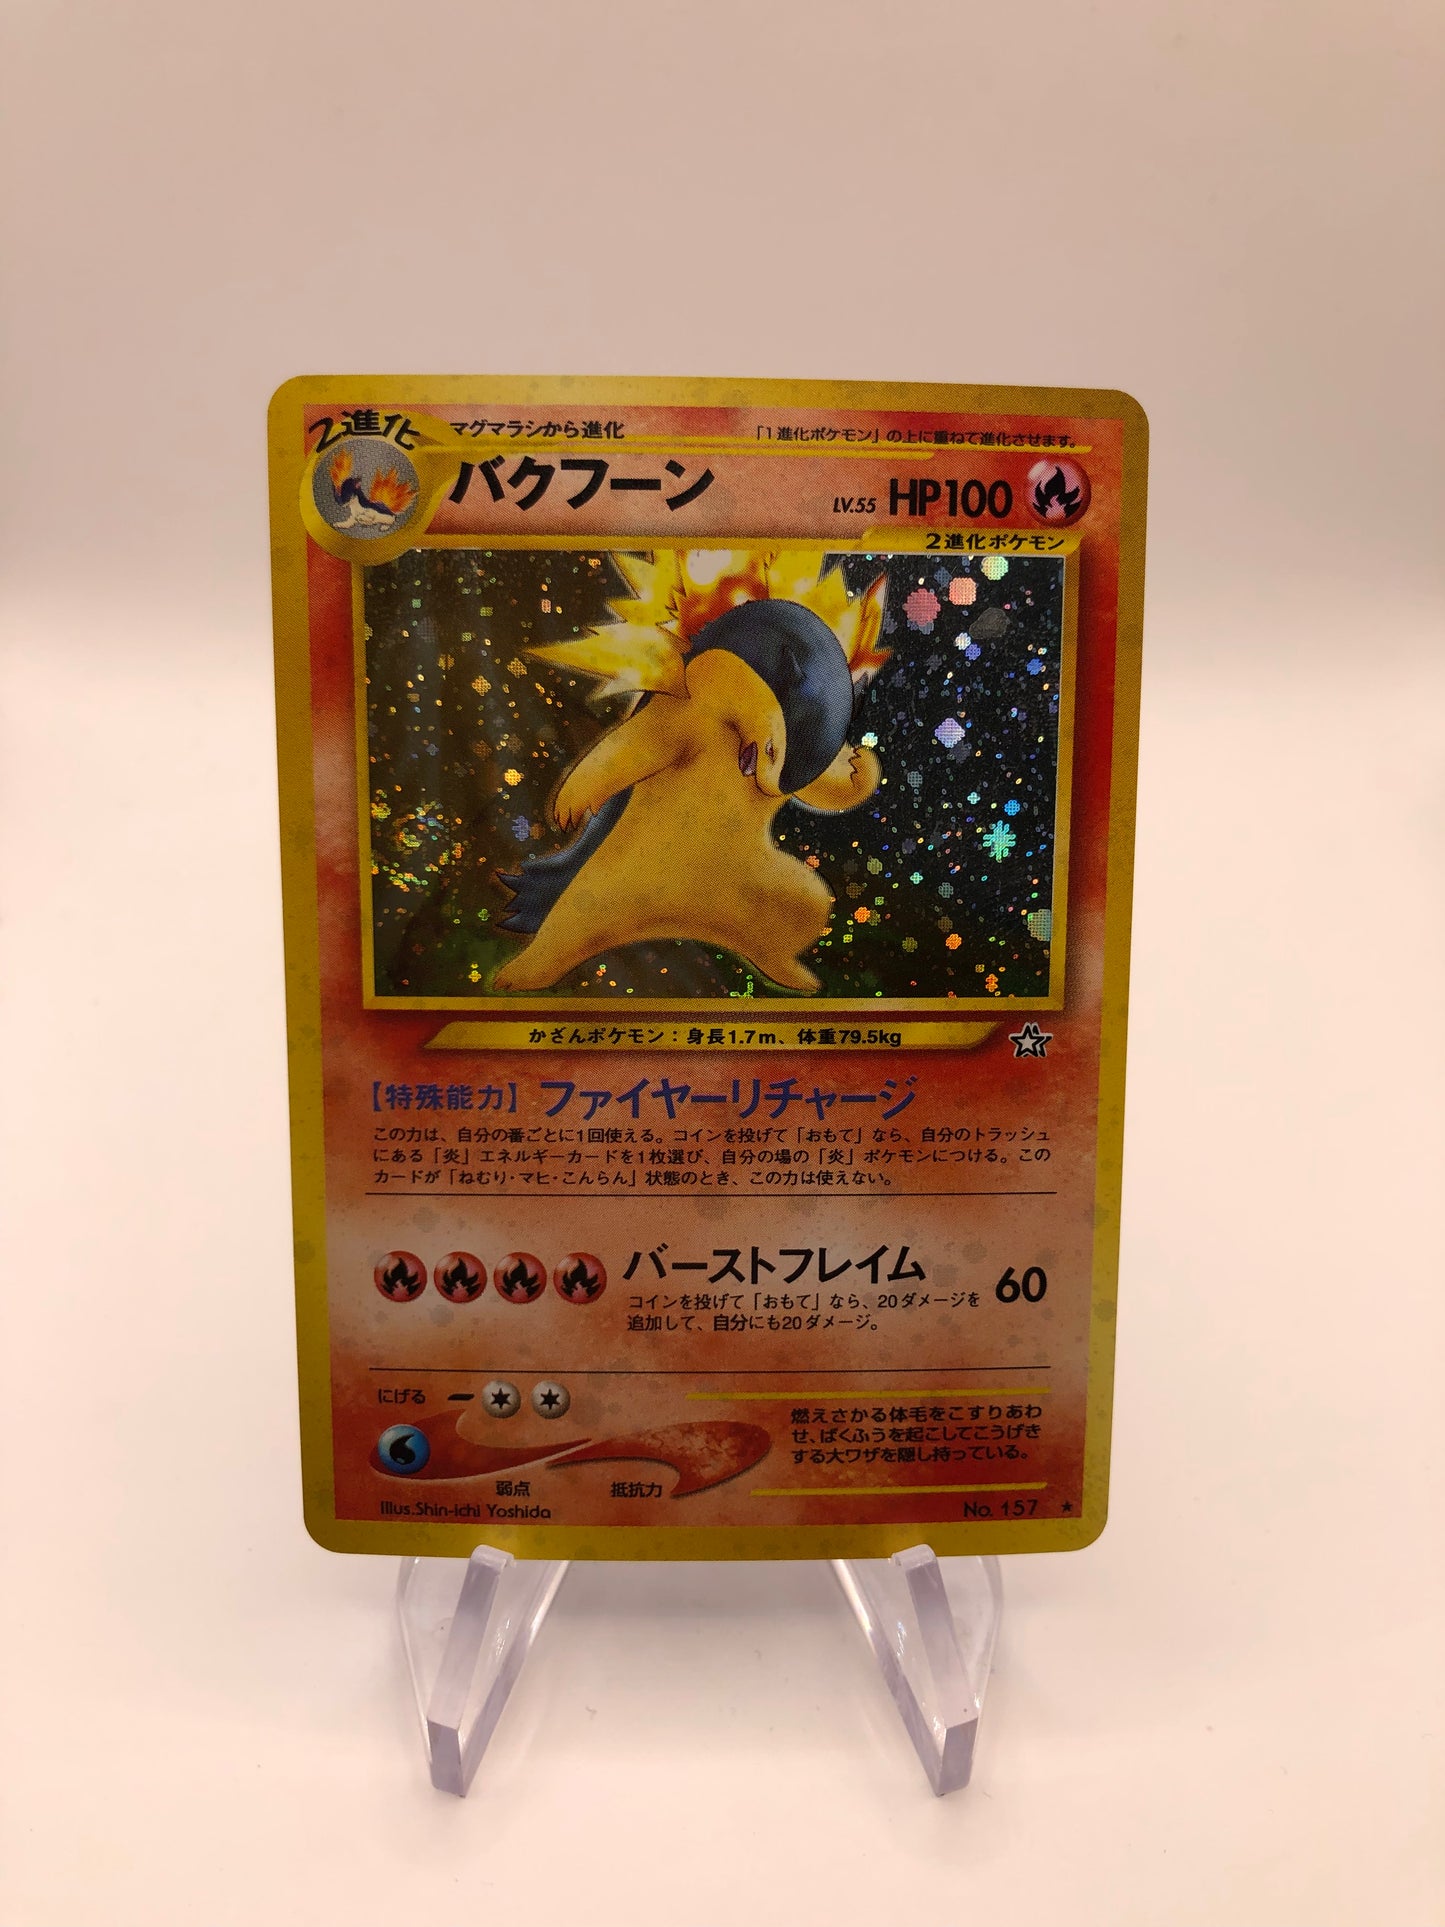 2進化
マグマラシから進化
「1進化ポケモン」の上に重ねて進化させます。
バクフーン
LV.55 HP100
2進化ポケモン
かざんポケモン：身長1.7m、体重79.5kg
【特殊能力】ファイヤーリチャージ
この力は、自分の番ごとに1回使える。コインを投げて「おもて」なら、自分のトラッシュ
にある「炎」エネルギーカードを1枚選び、自分の場の「炎」ポケモンにつける。この
カードが「ねむり・マヒ・こんらん」状態のとき、この力は使えない。
バーストフレイム 60
コインを投げて「おもて」なら、20ダメージを
追加して、自分にも20ダメージ。
にげる
燃えさかる体毛をこすりあわ
せ、ばくふうを起こしてこうげき
する大ワザを隠し持っている。
弱点 抵抗力
Illus.Shin-ichi Yoshida
No. 157 ★